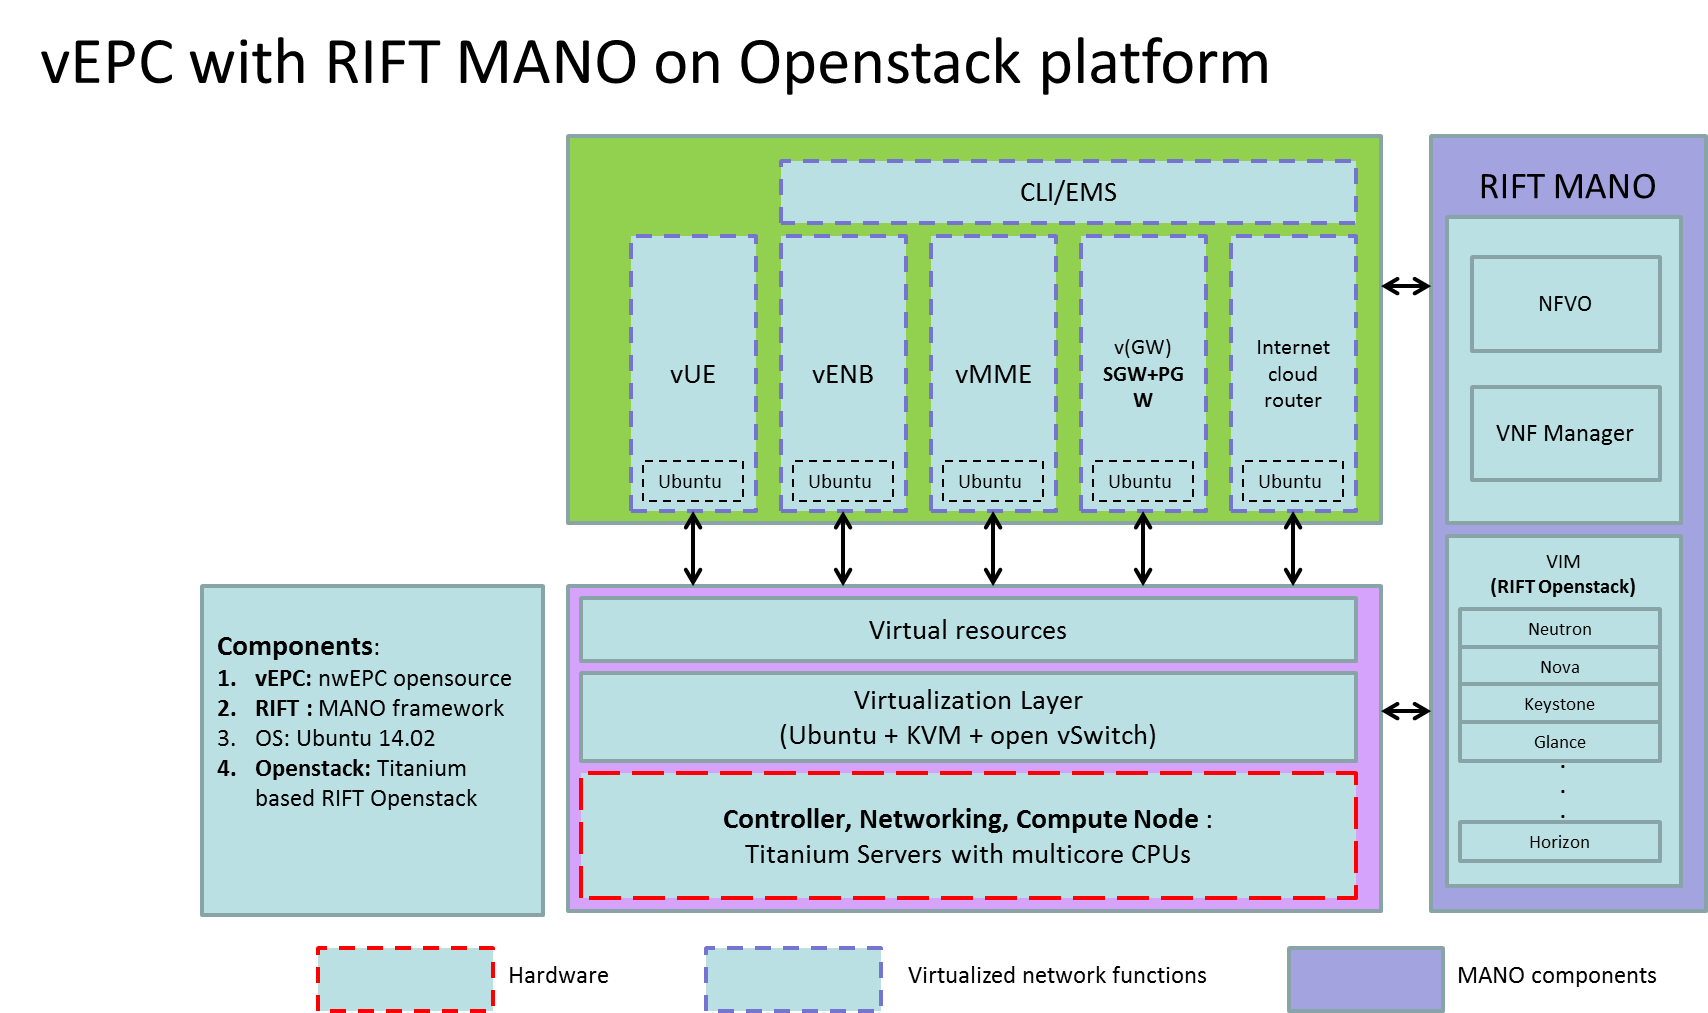 vEPC with RIFT MANO on Openstack platform
CLI/EMS
vUE
vENB
vMME
v(GW)
SGW+PG
W
Internet
cloud
router
Ubuntu
Ubuntu
Ubuntu
Ubuntu
Ubuntu
RIFT MANO
NFVO
VNF Manager
VIM
(RIFT Openstack)
Neutron
Nova
Keystone
Glance
.
.
.
Horizon
Components:
1. vEPC: nwEPC opensource
2. RIFT : MANO framework
3. OS: Ubuntu 14.02
4. Openstack: Titanium
based RIFT Openstack
Virtual resources
Virtualization Layer
(Ubuntu + KVM + open vSwitch)
Controller, Networking, Compute Node :
Titanium Servers with multicore CPUs
Hardware
Virtualized network functions
MANO components